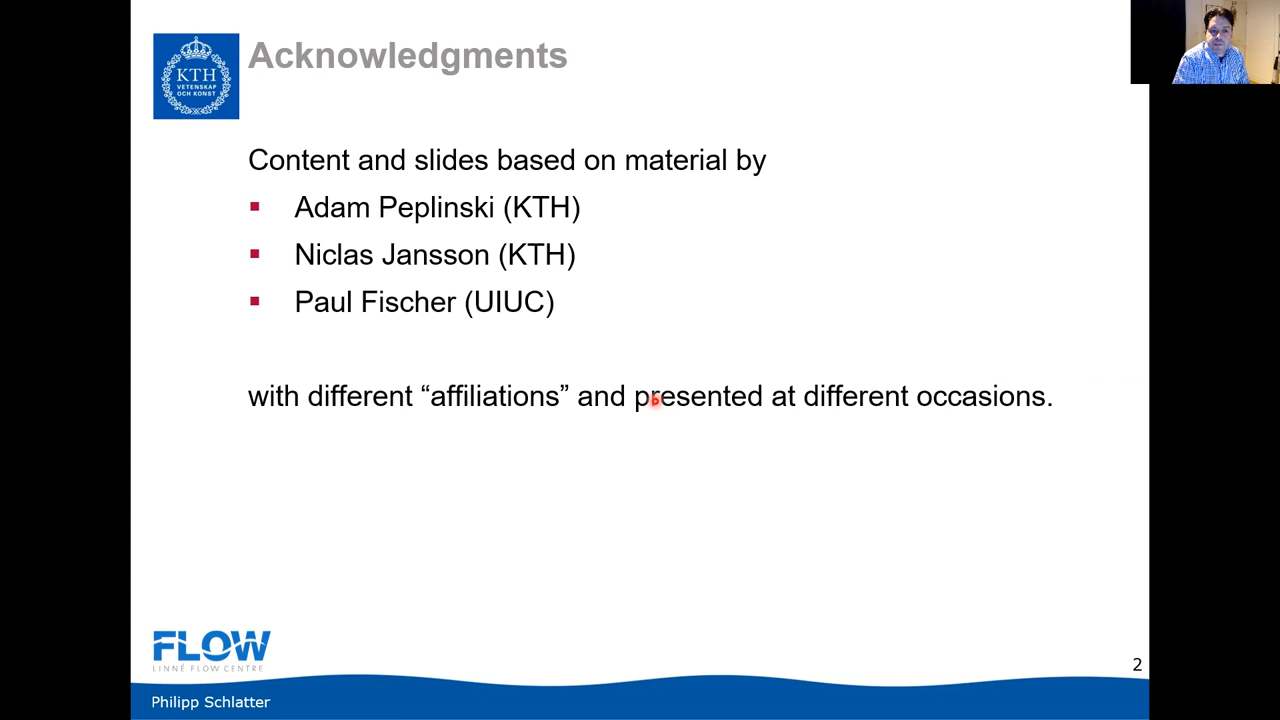 KTH
VETENSKAP
OCH KONST
Acknowledgments
Content and slides based on material by
▪ Adam Peplinski (KTH)
▪ Niclas Jansson (KTH)
▪ Paul Fischer (UIUC)
with different “affiliations” and presented at different occasions.
FLOW
LINNÉ FLOW CENTRE
2
Philipp Schlatter